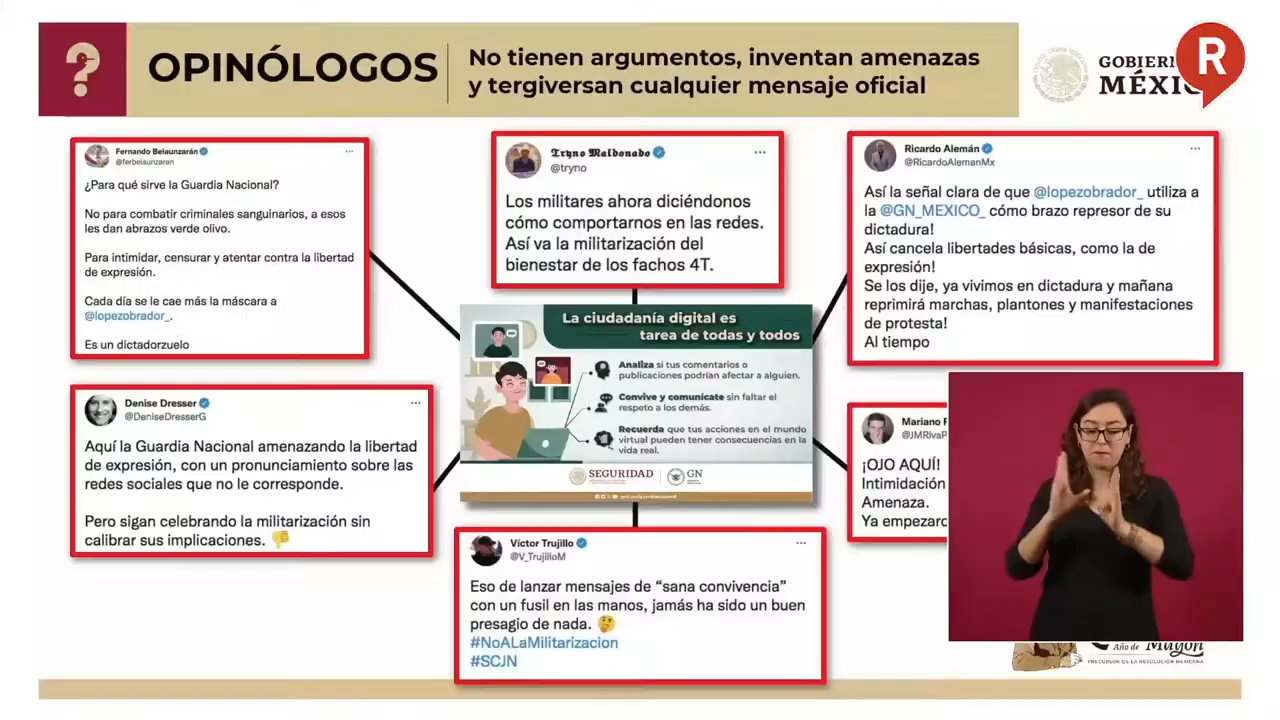 OPINÓLOGOS
No tienen argumentos, inventan amenazas
y tergiversan cualquier mensaje oficial
MÉXICO
R
Fernando Belaunzarán
@ferbelaunzaran
¿Para qué sirve la Guardia Nacional?
No para combatir criminales sanguinarios, a esos
les dan abrazos verde olivo.
Para intimidar, censurar y atentar contra la libertad
de expresión.
Cada día se le cae más la máscara a
@lopezobrador_.
Es un dictadorzuelo
Tryno Maldonado
@tryno
Los militares ahora diciéndonos
cómo comportarnos en las redes.
Así va la militarización del
bienestar de los fachos 4T.
Ricardo Alemán
@RicardoAlemanMx
Así la señal clara de que @lopezobrador_ utiliza a
la @GN_MEXICO_ cómo brazo represor de su
dictadura!
Así cancela libertades básicas, como la de
expresión!
Se los dije, ya vivimos en dictadura y mañana
reprimirá marchas, plantones y manifestaciones
de protesta!
Al tiempo
La ciudadanía digital es
tarea de todas y todos
Analiza si tus comentarios o
publicaciones podrían afectar a alguien.
Convive y comunícate sin faltar el
respeto a los demás.
Recuerda que tus acciones en el mundo
virtual pueden tener consecuencias en la
vida real.
SEGURIDAD
GN
Denise Dresser
@DeniseDresserG
Aquí la Guardia Nacional amenazando la libertad
de expresión, con un pronunciamiento sobre las
redes sociales que no le corresponde.
Pero sigan celebrando la militarización sin
calibrar sus implicaciones. 👎
Mariano
@JMRivaP
¡OJO AQUÍ!
Intimidación
Amenaza.
Ya empezaro
Víctor Trujillo
@V_TrujilloM
Eso de lanzar mensajes de “sana convivencia”
con un fusil en las manos, jamás ha sido un buen
presagio de nada. 🤔
#NoALaMilitarizacion
#SCJN
Año de Magón
PRECURSOR DE LA REVOLUCIÓN MEXICANA